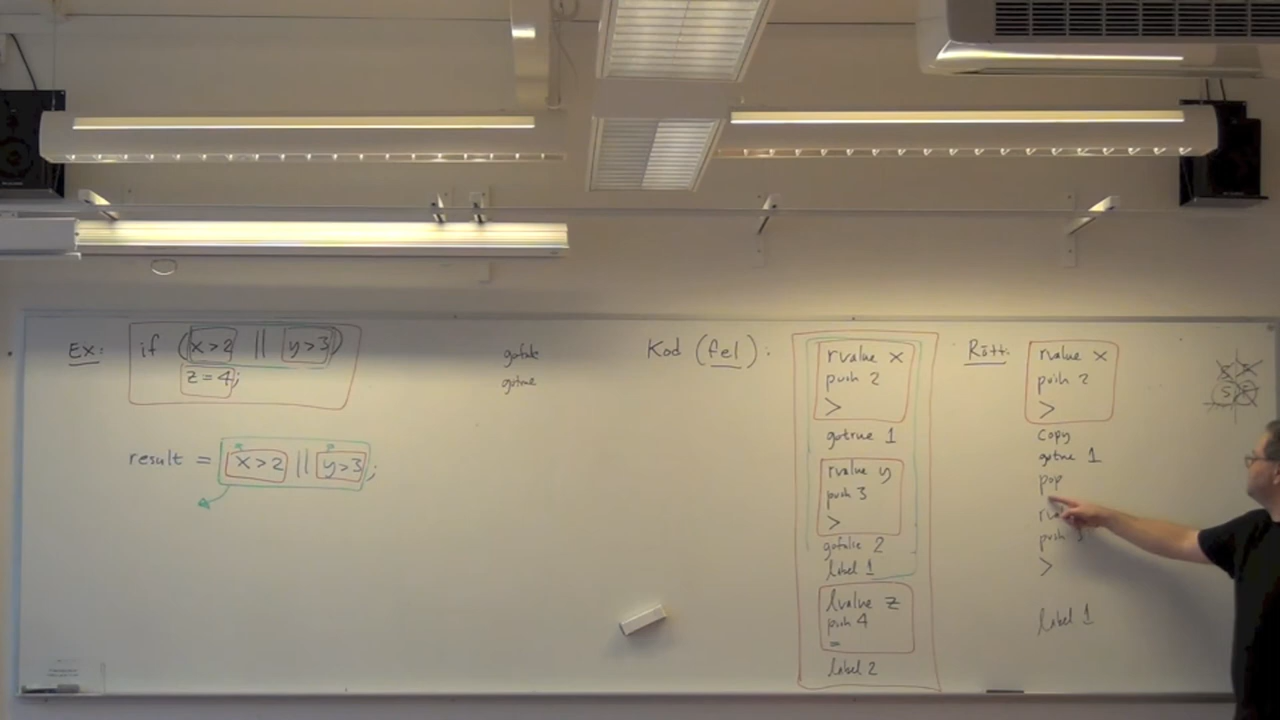 Ex:
if (x>2 || y>3)
z=4;
result = x>2 || y>3;
gofalse
gotrue
Kod (fel):
rvalue x
push 2
>
gotrue 1
rvalue y
push 3
>
gofalse 2
label 1
lvalue z
push 4
=
label 2
Rätt:
rvalue x
push 2
>
copy
gotrue 1
pop
push 3
>
label 1